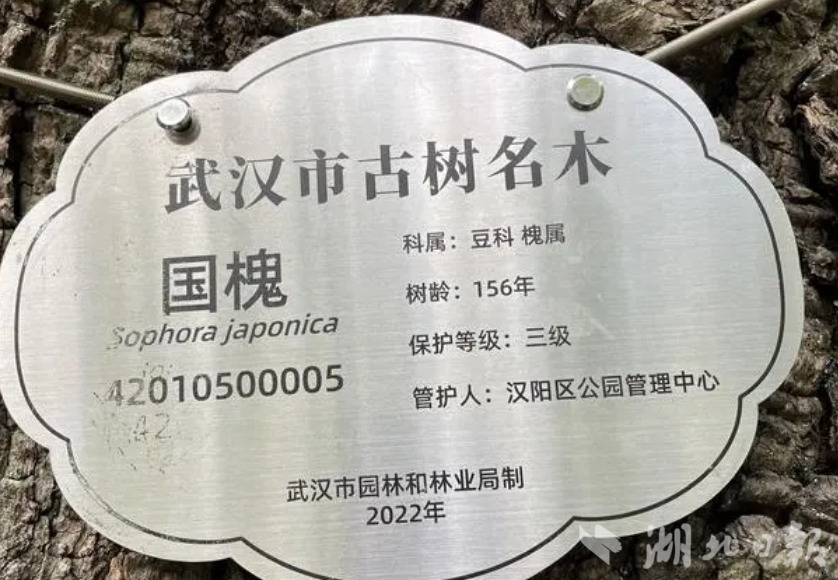 武汉市古树名木
国槐
Sophora japonica
42010500005
科属：豆科 槐属
树龄：156年
保护等级：三级
管护人：汉阳区公园管理中心
武汉市园林和林业局制
2022年
湖北日报